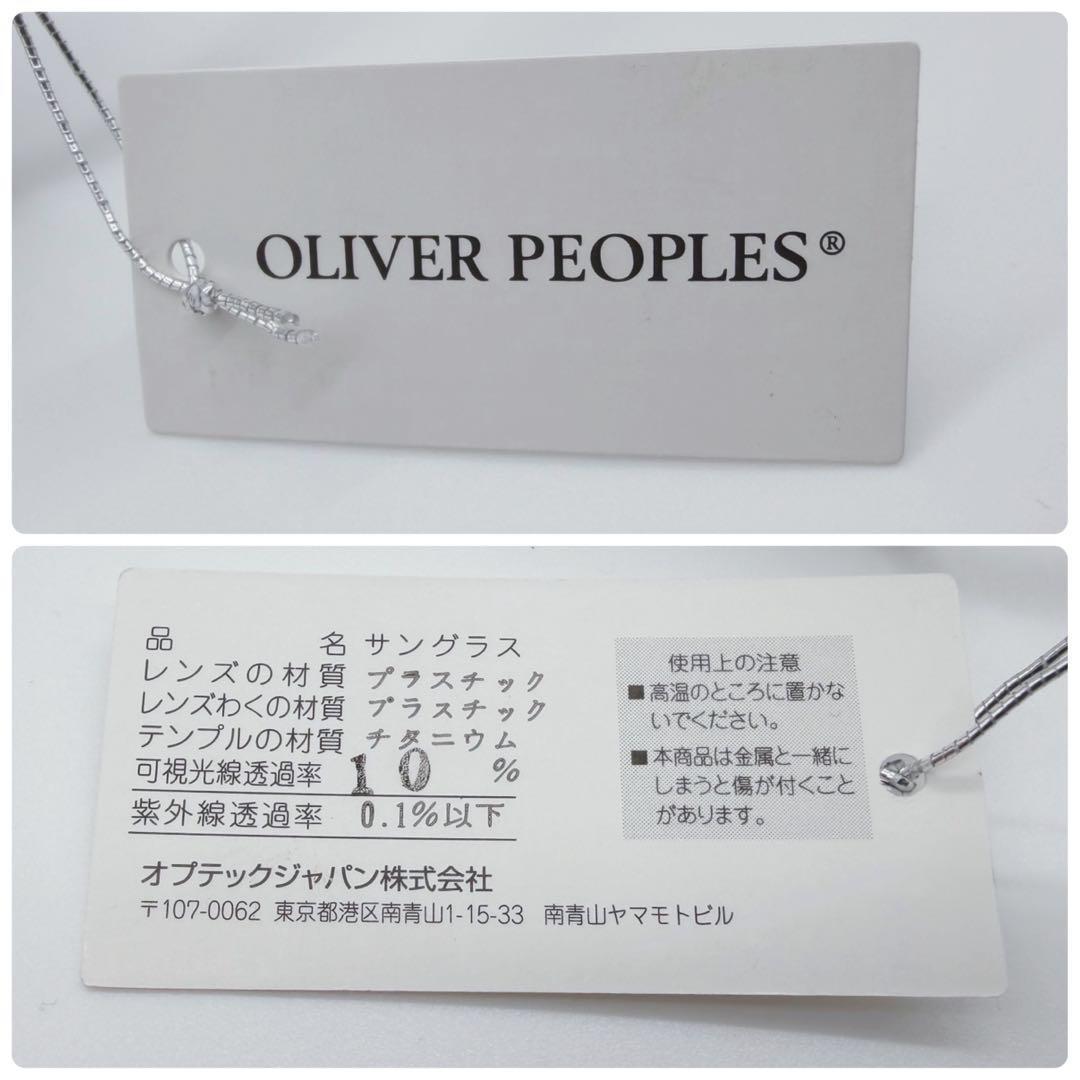 OLIVER PEOPLES®
品 名 サングラス
レンズの材質 プラスチック
レンズわくの材質 プラスチック
テンプルの材質 チタニウム
可視光線透過率 10 %
紫外線透過率 0.1%以下
オプテックジャパン株式会社
〒107-0062 東京都港区南青山1-15-33 南青山ヤマモトビル
使用上の注意
■高温のところに置かな
いでください。
■本商品は金属と一緒に
しまうと傷が付くこと
があります。